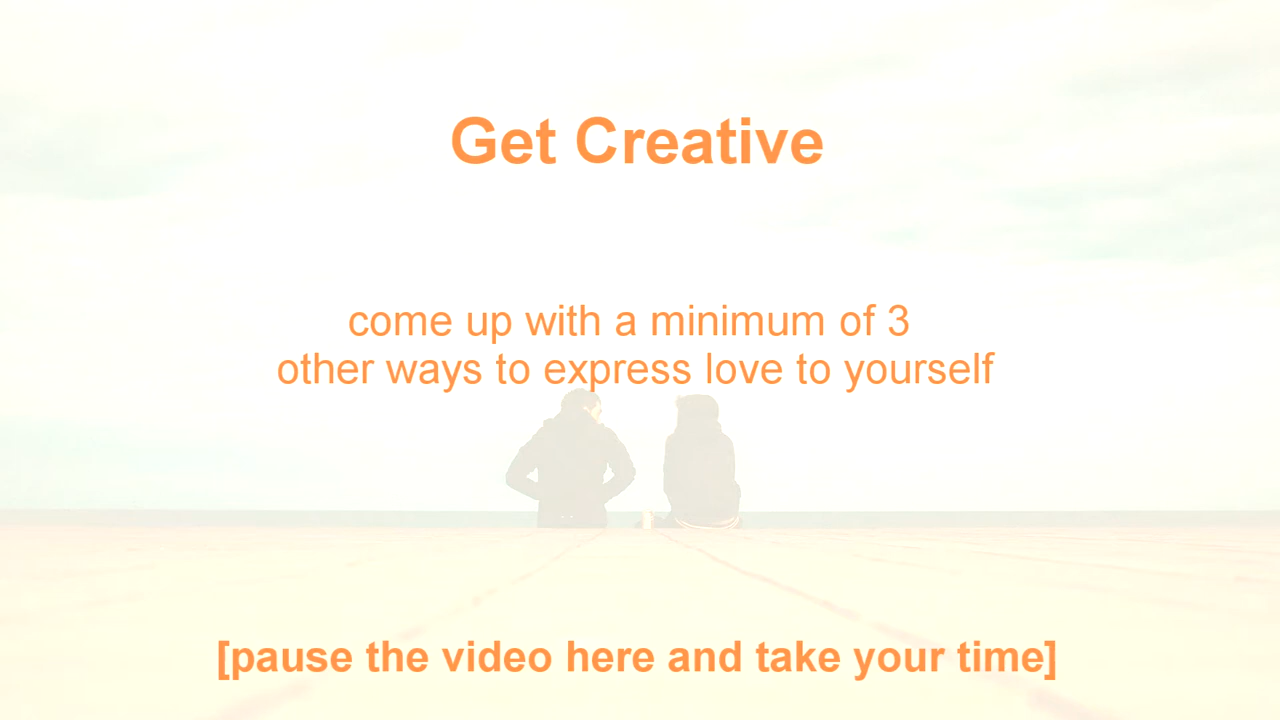 Get Creative
come up with a minimum of 3
other ways to express love to yourself
[pause the video here and take your time]